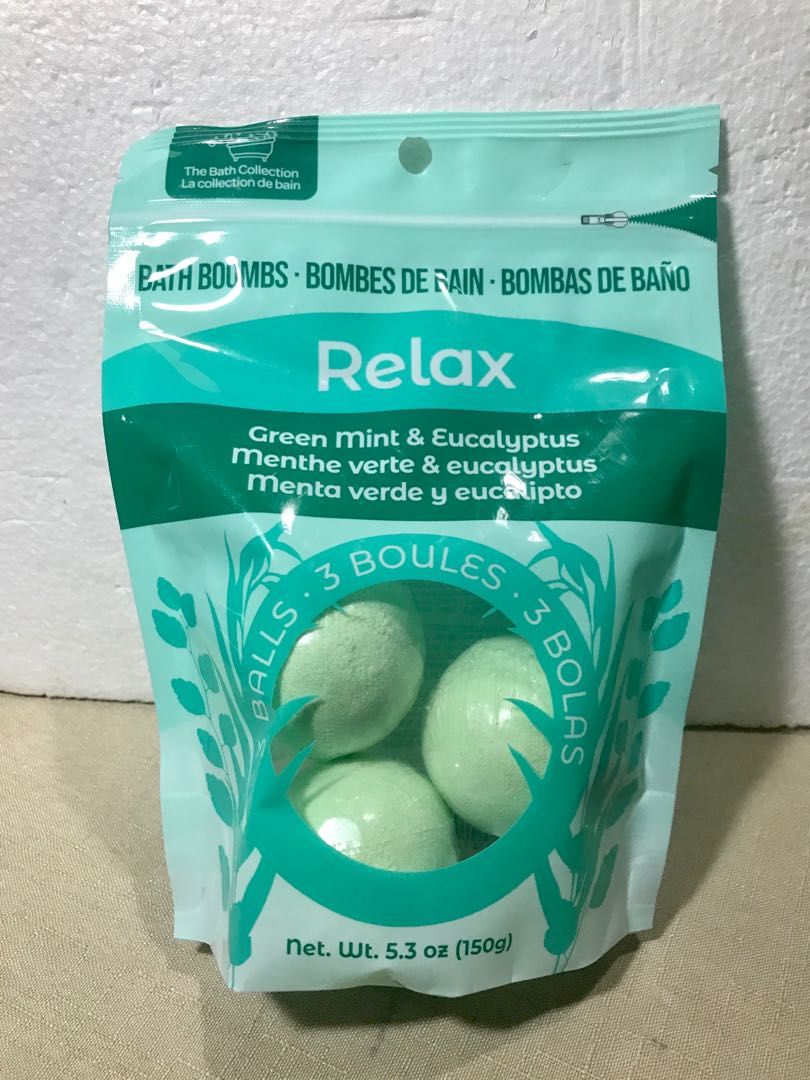 The Bath Collection
La collection de bain
BATH BOUMBS · BOMBES DE BAIN · BOMBAS DE BAÑO
Relax
Green Mint & Eucalyptus
Menthe verte & eucalyptus
Menta verde y eucalipto
BALLS · 3 BOULES · 3 BOLAS
Net. Wt. 5.3 oz (150g)